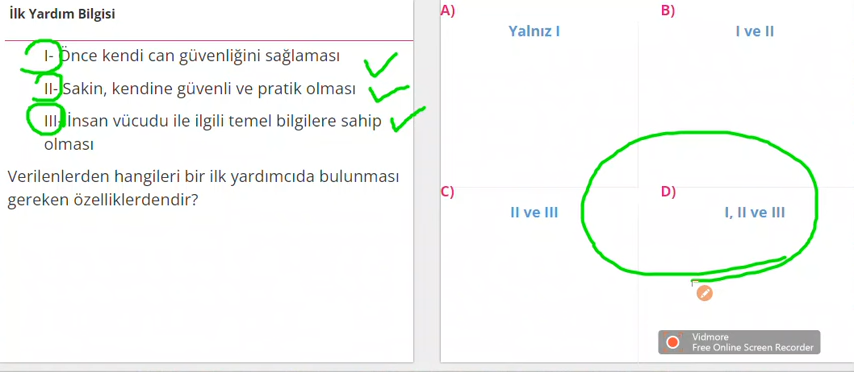 İlk Yardım Bilgisi
I- Önce kendi can güvenliğini sağlaması
II- Sakin, kendine güvenli ve pratik olması
III- İnsan vücudu ile ilgili temel bilgilere sahip
olması
Verilenlerden hangileri bir ilk yardımcıda bulunması
gereken özelliklerdendir?
A)
Yalnız I
B)
I ve II
C)
II ve III
D)
I, II ve III
Vidmore
Free Online Screen Recorder